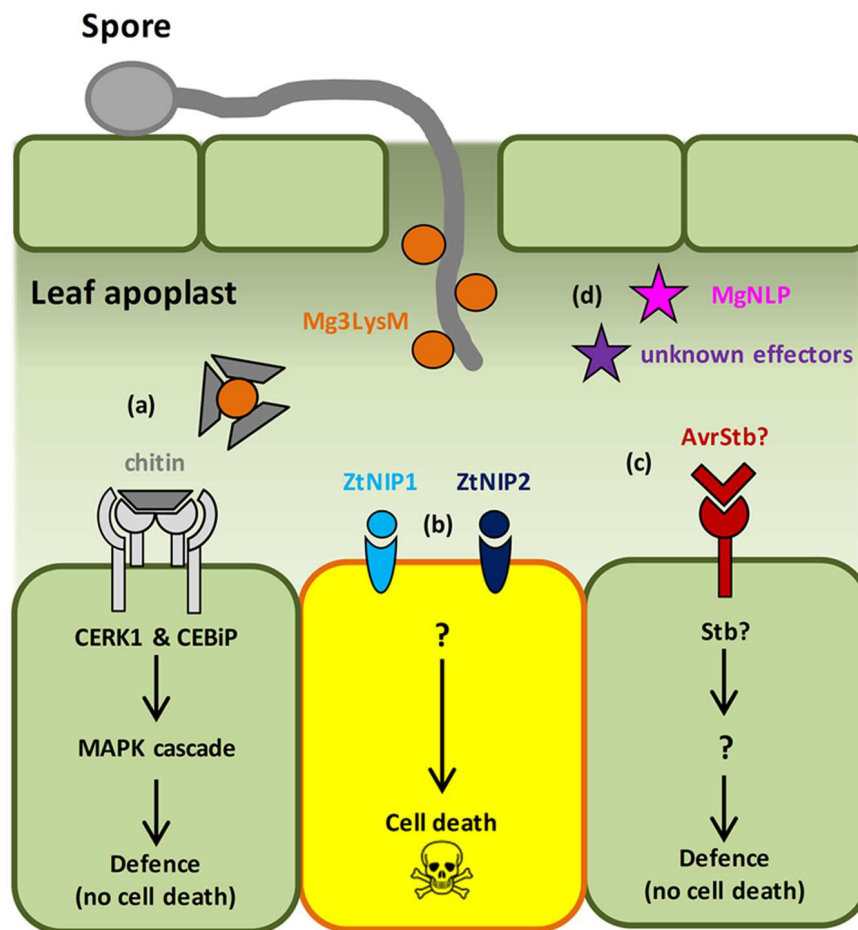 Spore
Leaf apoplast
Mg3LysM
(d)
MgNLP
unknown effectors
(a)
chitin
ZtNIP1
ZtNIP2
(b)
AvrStb?
(c)
CERK1 & CEBiP
MAPK cascade
Defence
(no cell death)
?
Cell death
Stb?
?
Defence
(no cell death)